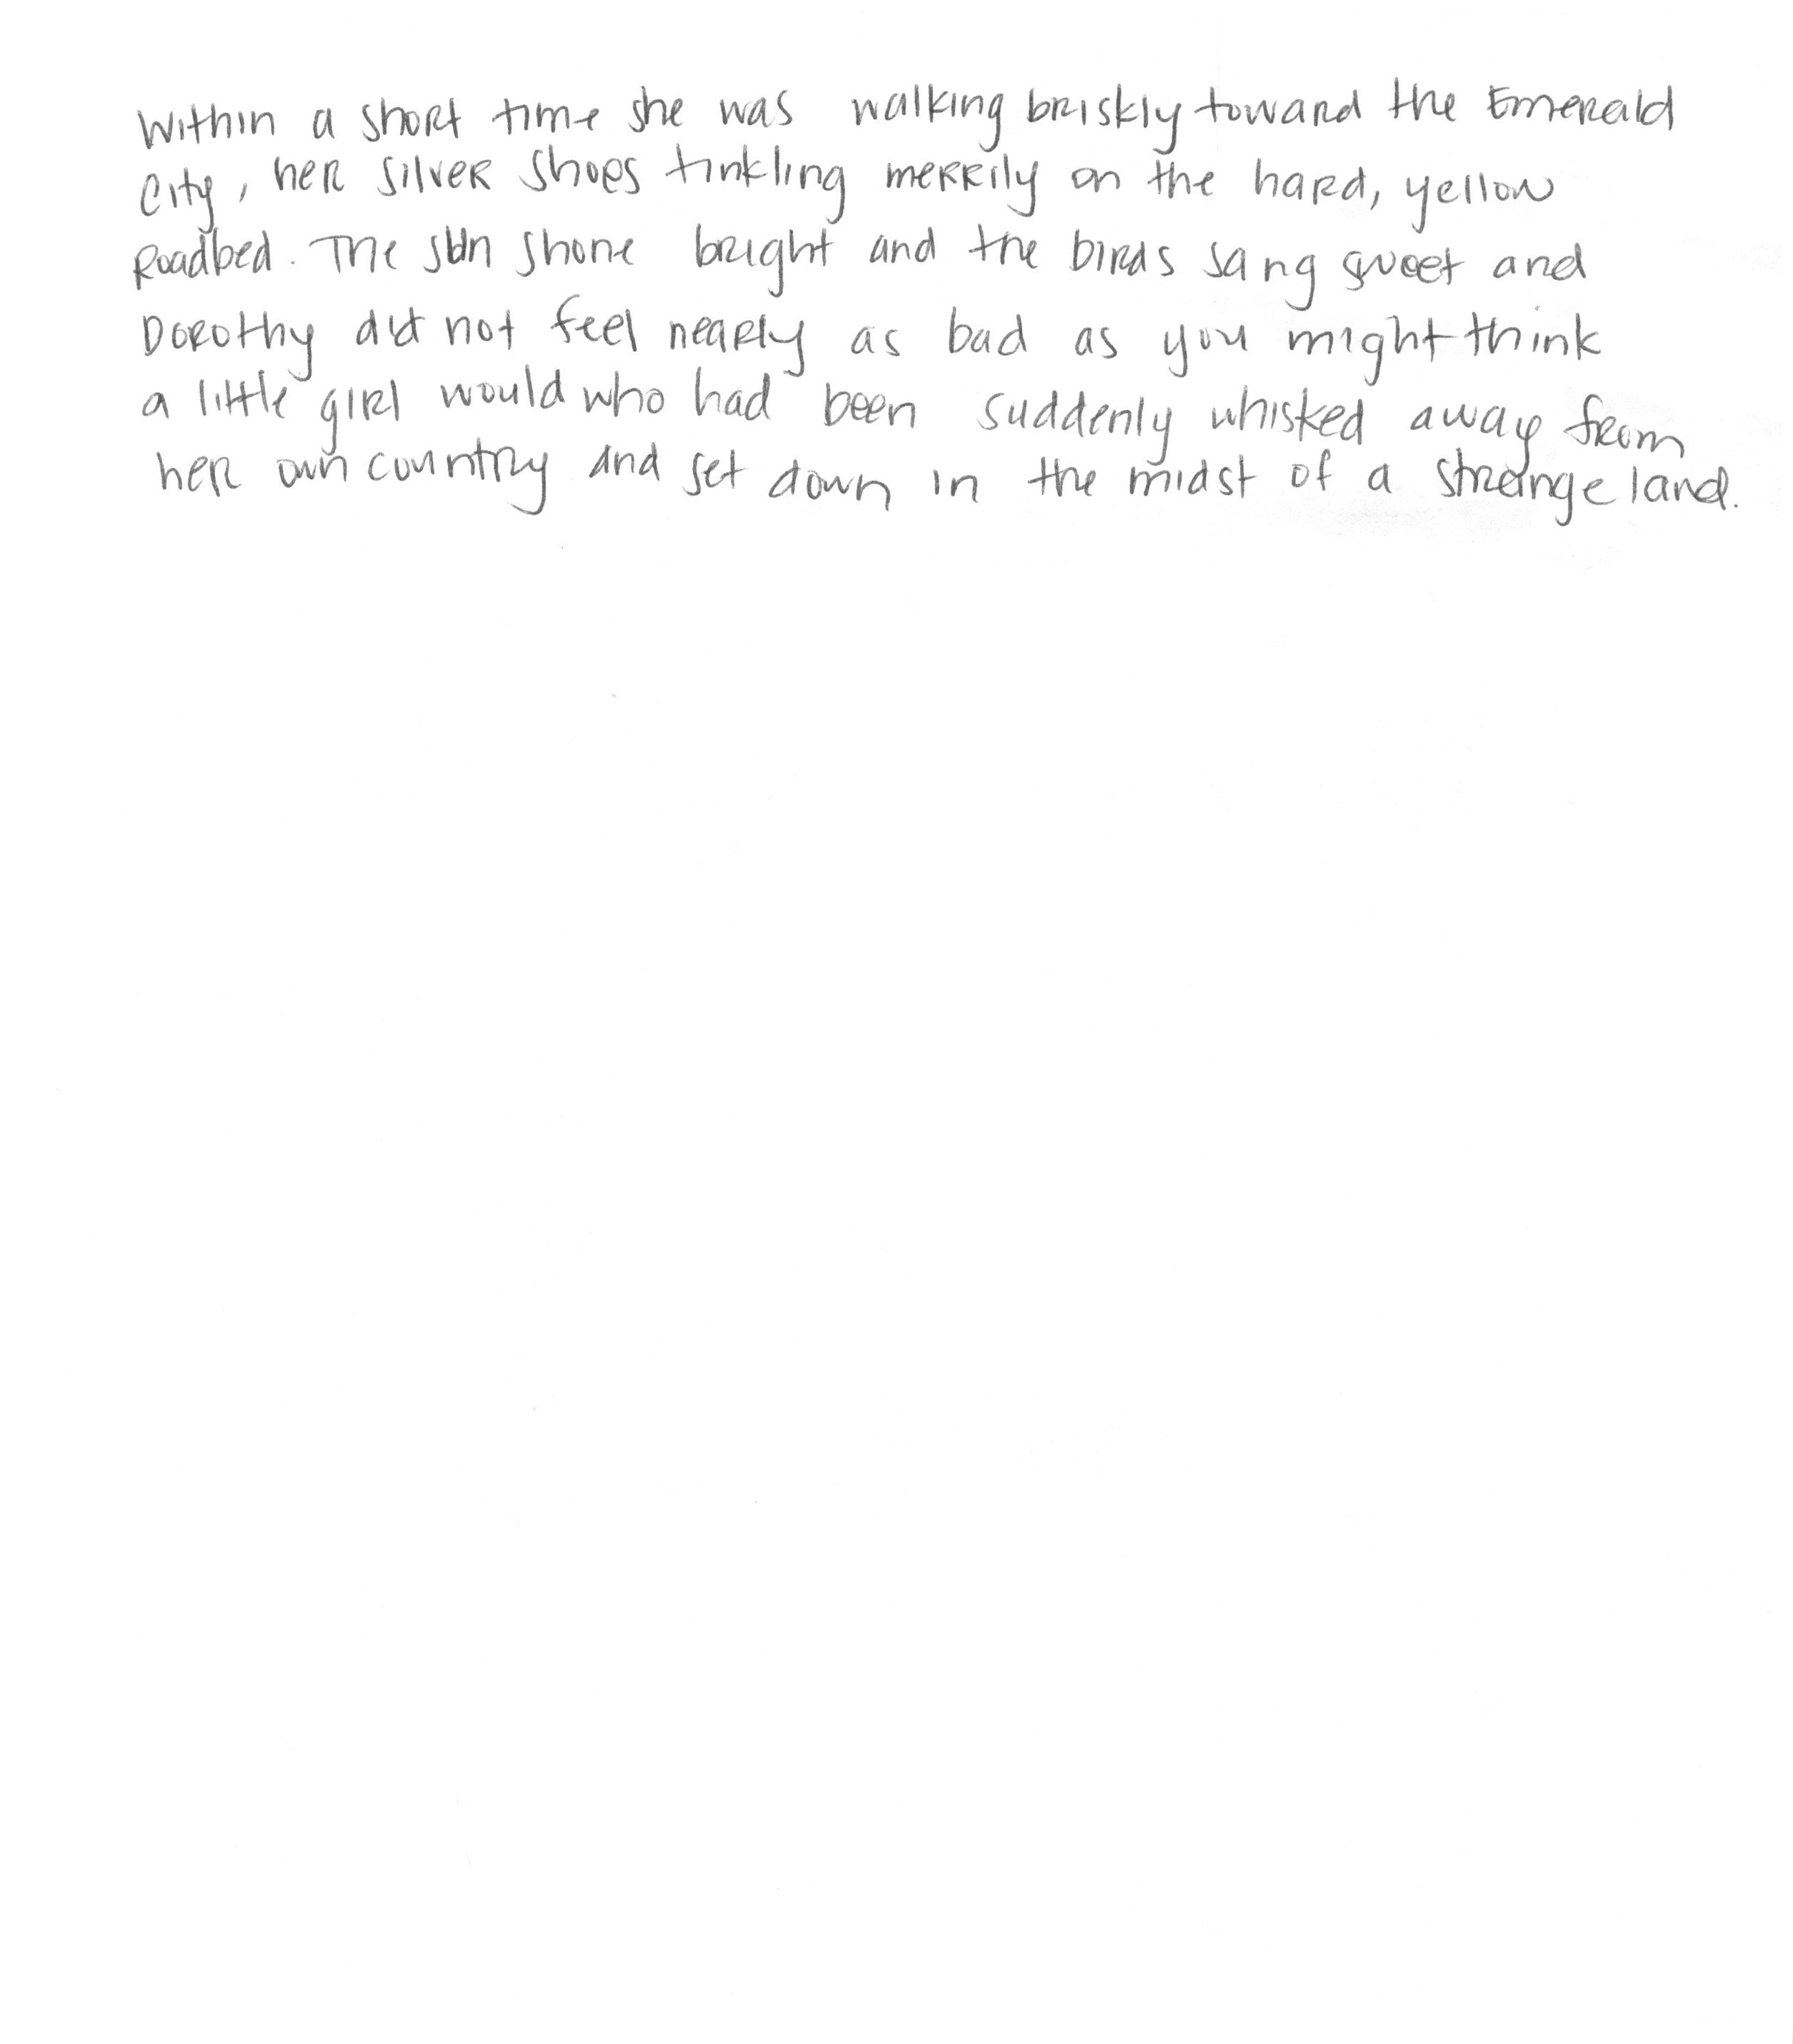 Within a short time she was walking briskly toward the Emerald
City, her silver shoes tinkling merrily on the hard, yellow
roadbed. The sun shone bright and the birds sang sweet and
Dorothy did not feel nearly as bad as you might think
a little girl would who had been suddenly whisked away from
her own country and set down in the midst of a strange land.